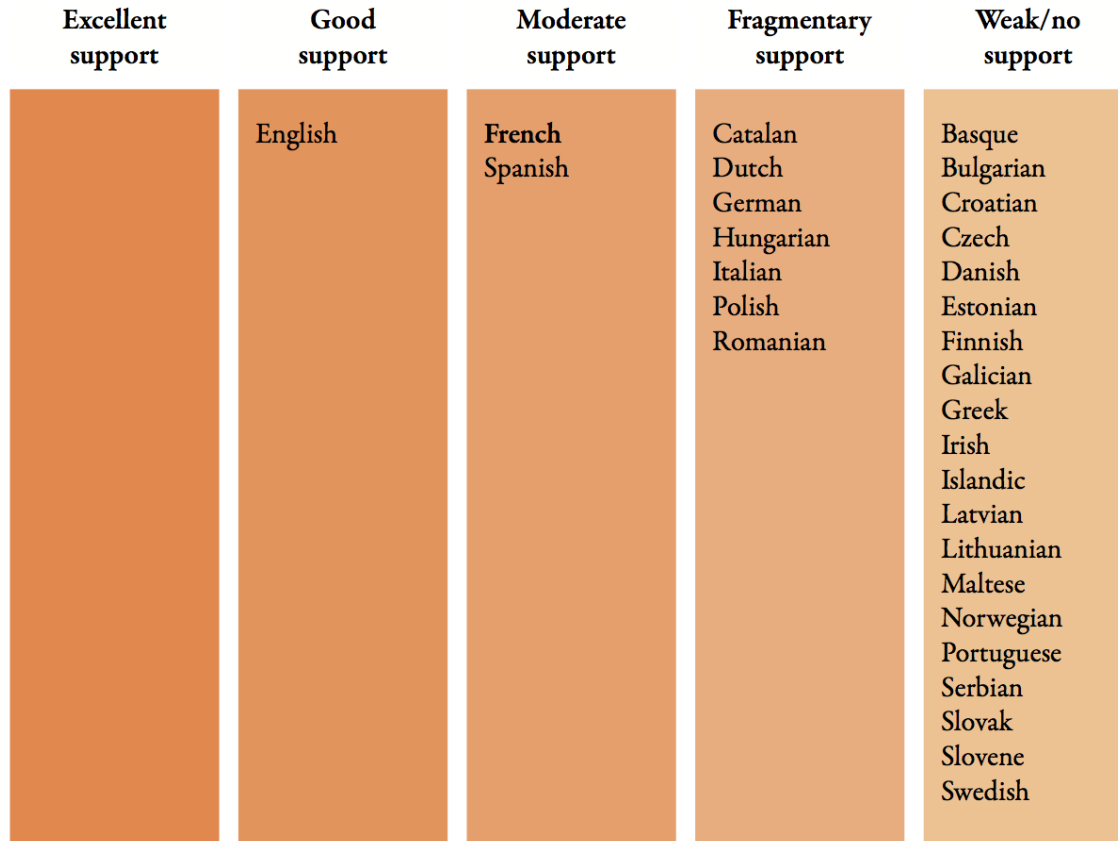 Excellent
support
Good
support
Moderate
support
Fragmentary
support
Weak/no
support
English
French
Spanish
Catalan
Dutch
German
Hungarian
Italian
Polish
Romanian
Basque
Bulgarian
Croatian
Czech
Danish
Estonian
Finnish
Galician
Greek
Irish
Islandic
Latvian
Lithuanian
Maltese
Norwegian
Portuguese
Serbian
Slovak
Slovene
Swedish